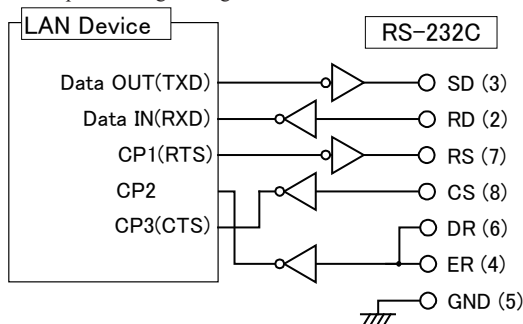 LAN Device
RS-232C
Data OUT(TXD)
SD (3)
Data IN(RXD)
RD (2)
CP1(RTS)
RS (7)
CP2
CS (8)
CP3(CTS)
DR (6)
ER (4)
GND (5)